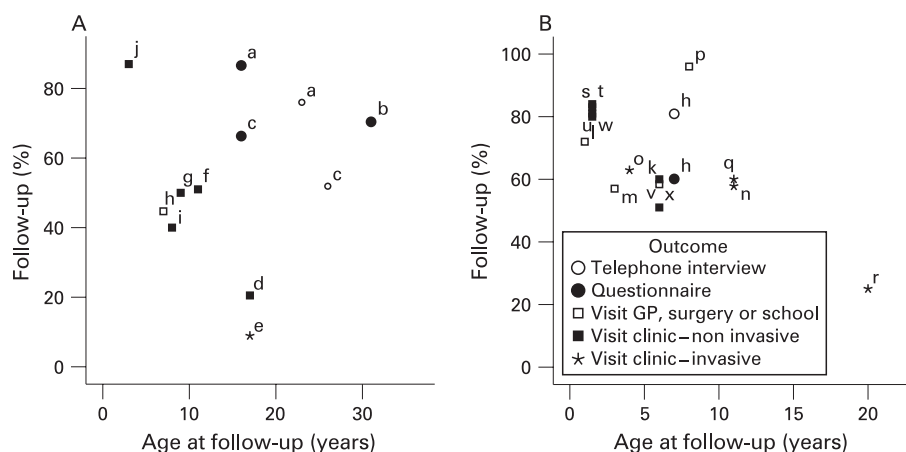 A
j
a
a
b
c
c
g
f
h
i
d
e
80
60
40
20
0
0
10
20
30
Follow-up (%)
Age at follow-up (years)
B
p
s t
h
u w
l
o
k
h
q
m
v x
n
r
100
80
60
40
20
0
0
5
10
15
20
Follow-up (%)
Age at follow-up (years)
Outcome
Telephone interview
Questionnaire
Visit GP, surgery or school
Visit clinic–non invasive
Visit clinic–invasive